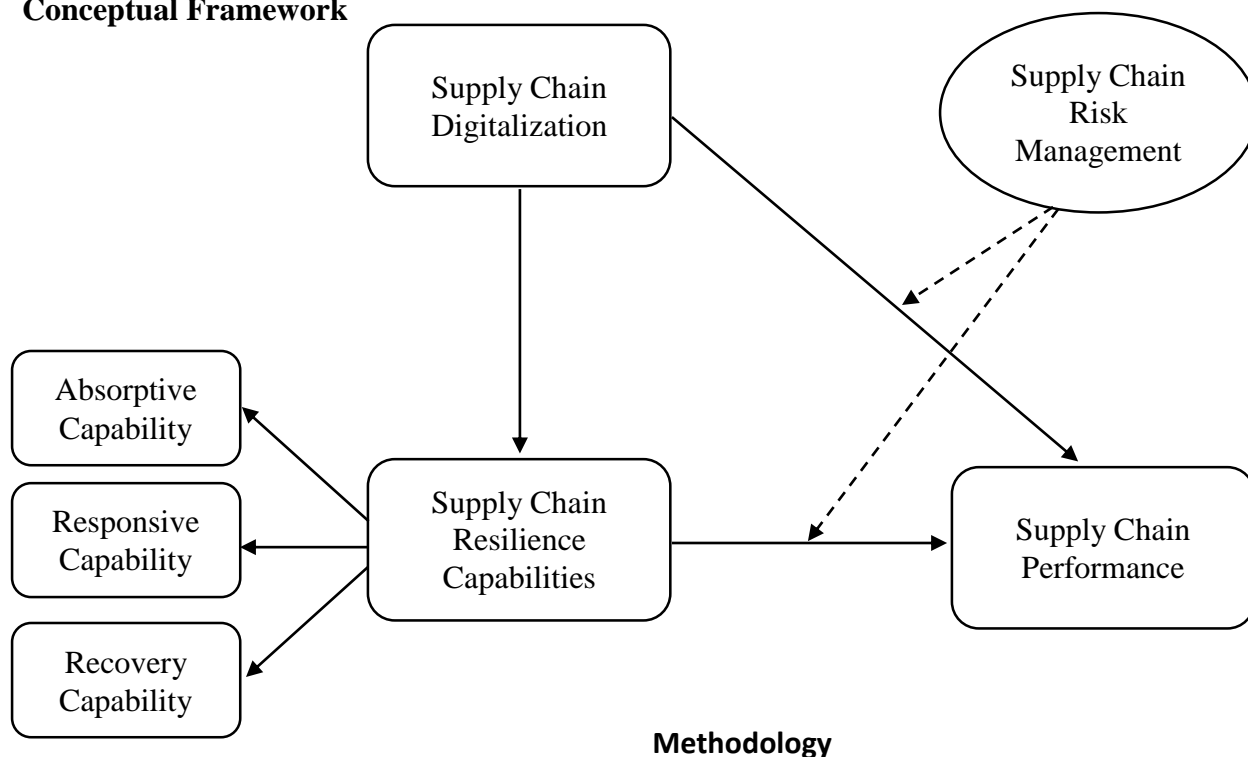 Conceptual Framework
Supply Chain
Digitalization
Supply Chain
Risk
Management
Absorptive
Capability
Responsive
Capability
Recovery
Capability
Supply Chain
Resilience
Capabilities
Supply Chain
Performance
Methodology